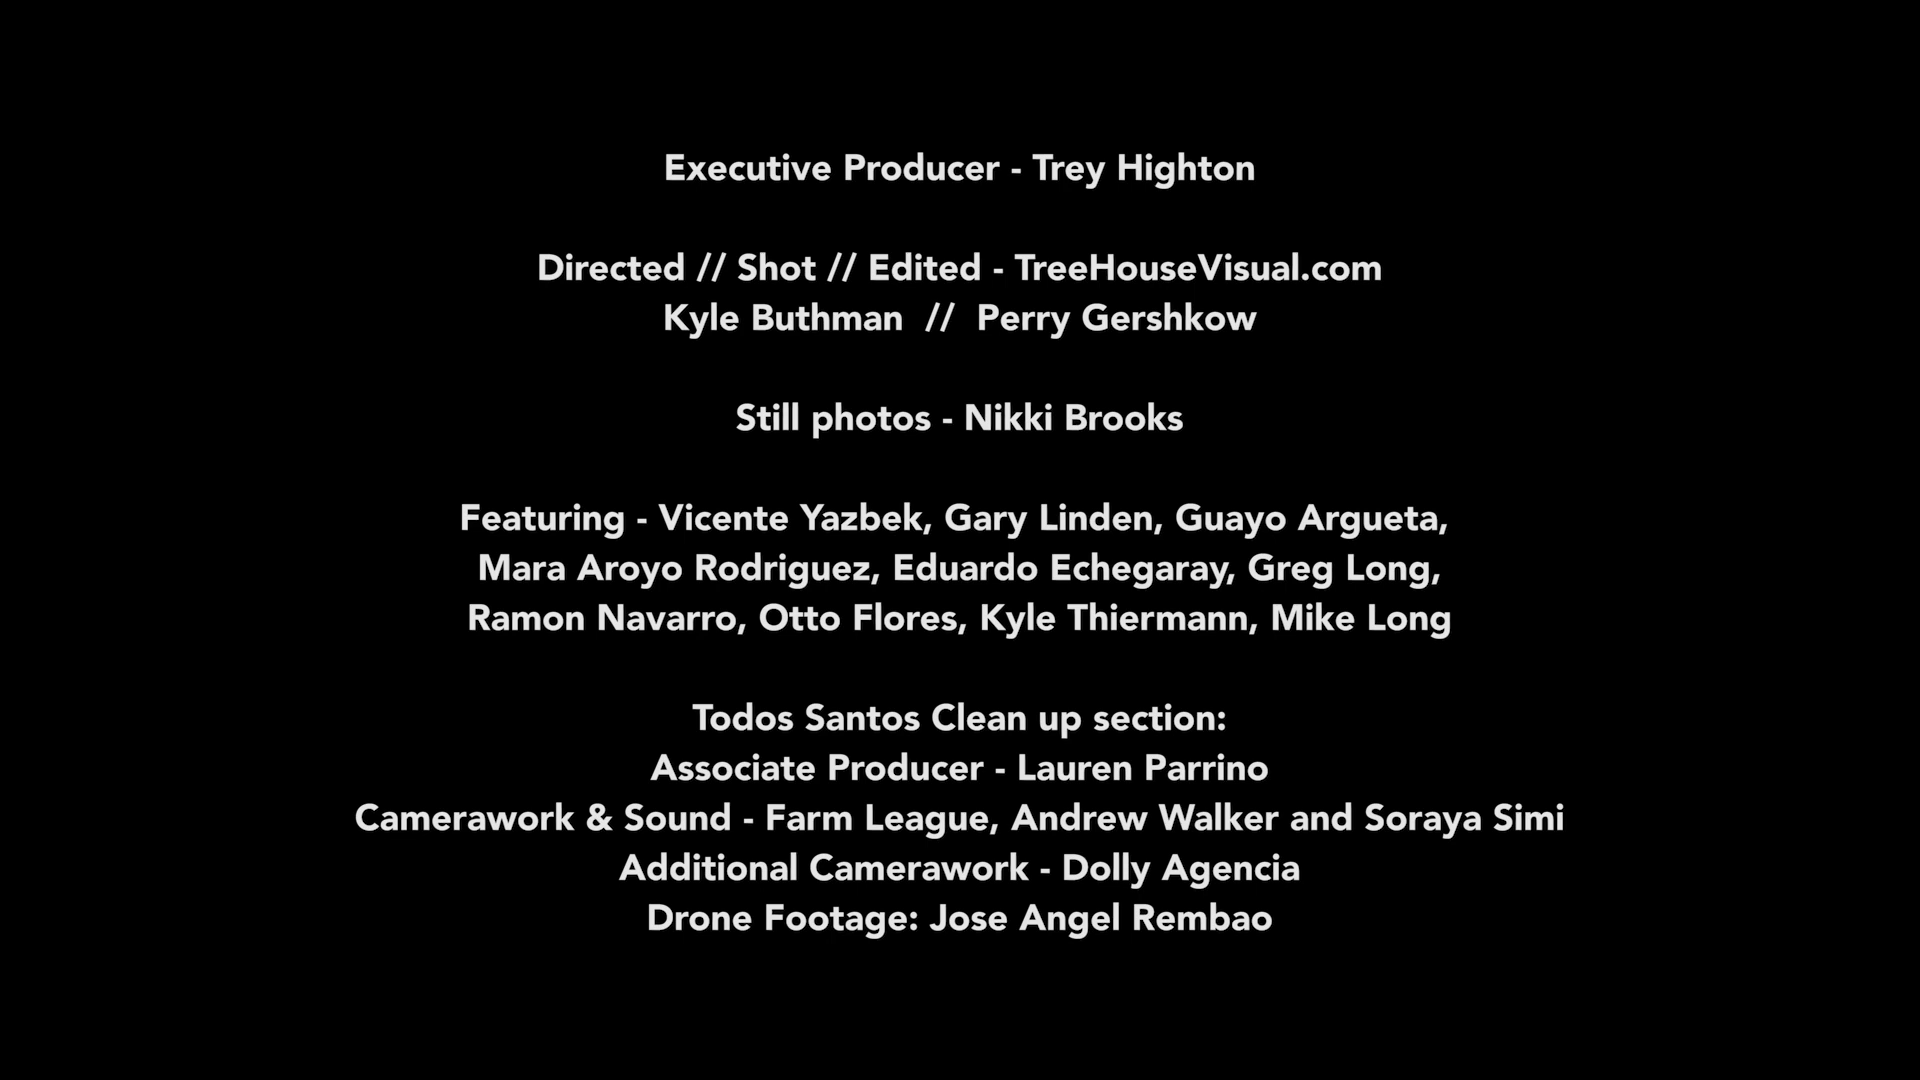 Executive Producer - Trey Highton
Directed // Shot // Edited - TreeHouseVisual.com
Kyle Buthman // Perry Gershkow
Still photos - Nikki Brooks
Featuring - Vicente Yazbek, Gary Linden, Guayo Argueta,
Mara Aroyo Rodriguez, Eduardo Echegaray, Greg Long,
Ramon Navarro, Otto Flores, Kyle Thiermann, Mike Long
Todos Santos Clean up section:
Associate Producer - Lauren Parrino
Camerawork & Sound - Farm League, Andrew Walker and Soraya Simi
Additional Camerawork - Dolly Agencia
Drone Footage: Jose Angel Rembao